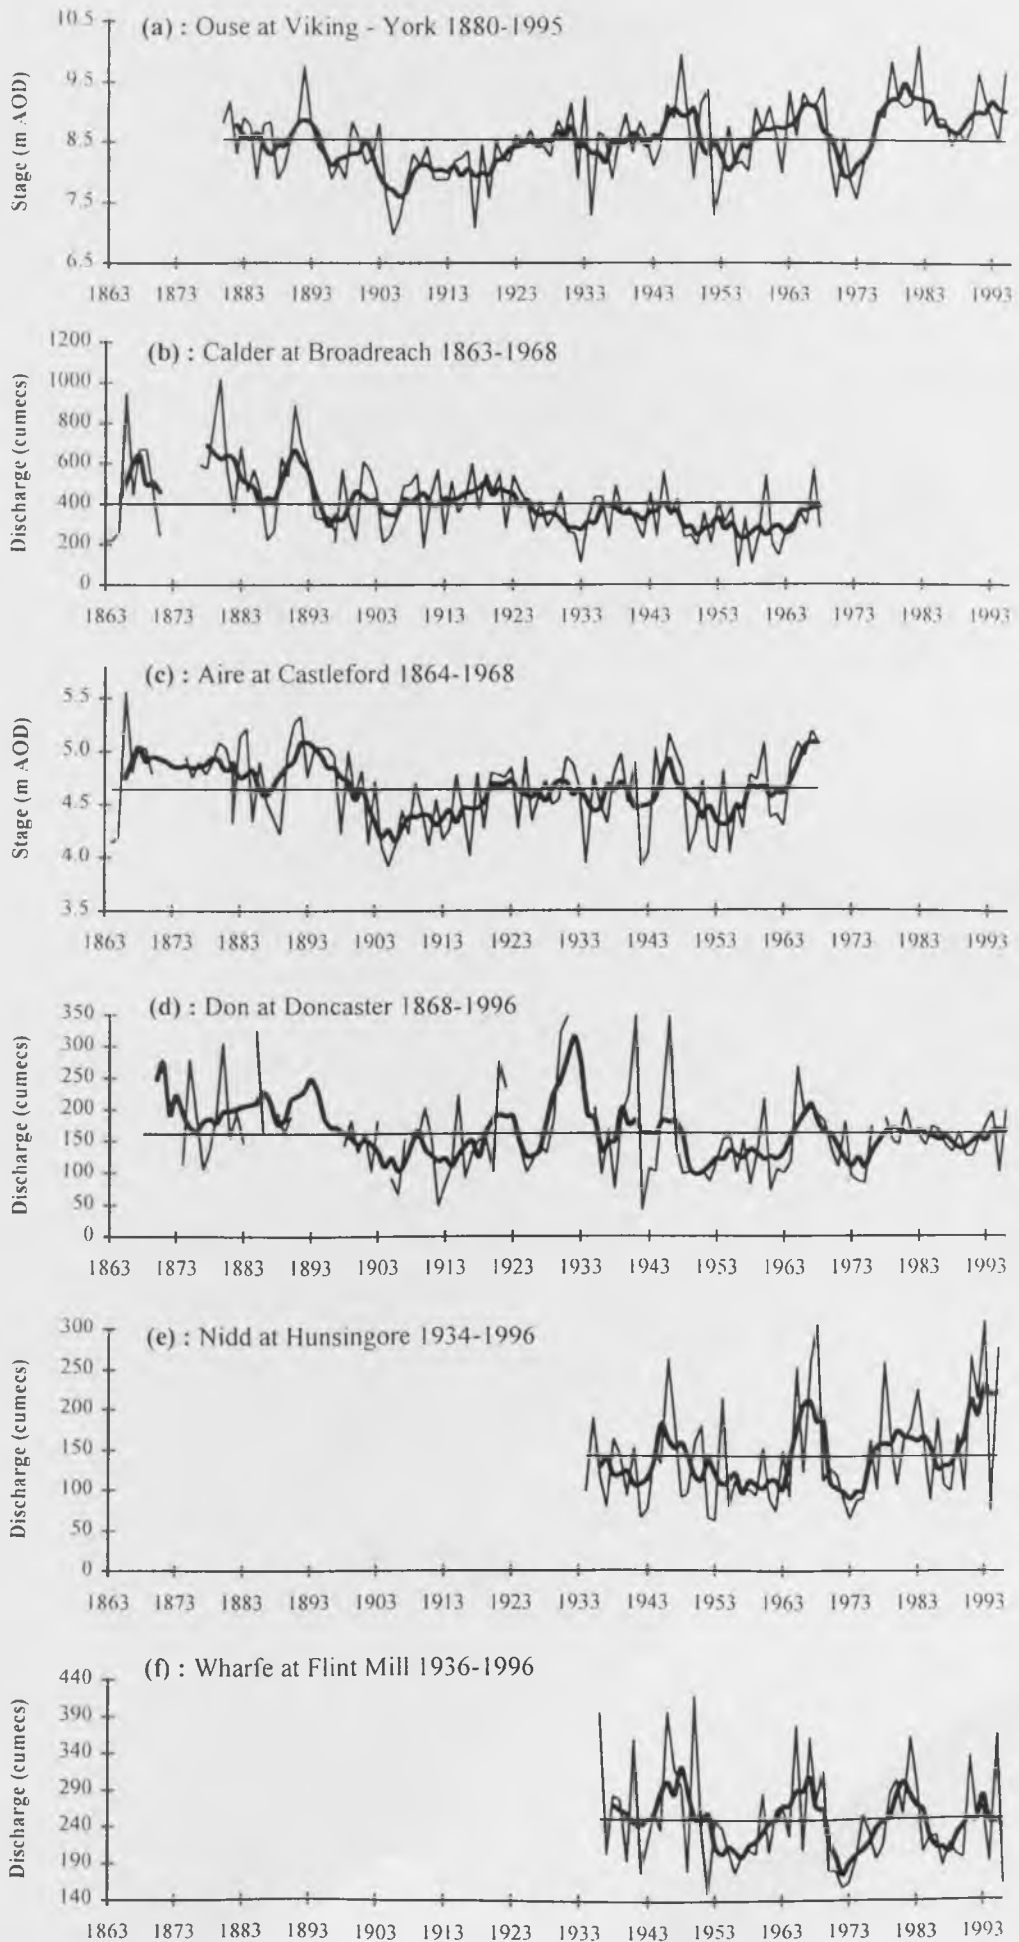 (a) : Ouse at Viking - York 1880-1995
Stage (m AOD)
10.5
9.5
8.5
7.5
6.5
1863 1873 1883 1893 1903 1913 1923 1933 1943 1953 1963 1973 1983 1993
(b) : Calder at Broadreach 1863-1968
Discharge (cumecs)
1200
1000
800
600
400
200
0
1863 1873 1883 1893 1903 1913 1923 1933 1943 1953 1963 1973 1983 1993
(c) : Aire at Castleford 1864-1968
Stage (m AOD)
5.5
5.0
4.5
4.0
3.5
1863 1873 1883 1893 1903 1913 1923 1933 1943 1953 1963 1973 1983 1993
(d) : Don at Doncaster 1868-1996
Discharge (cumecs)
350
300
250
200
150
100
50
0
1863 1873 1883 1893 1903 1913 1923 1933 1943 1953 1963 1973 1983 1993
(e) : Nidd at Hunsingore 1934-1996
Discharge (cumecs)
300
250
200
150
100
50
0
1863 1873 1883 1893 1903 1913 1923 1933 1943 1953 1963 1973 1983 1993
(f) : Wharfe at Flint Mill 1936-1996
Discharge (cumecs)
440
390
340
290
240
190
140
1863 1873 1883 1893 1903 1913 1923 1933 1943 1953 1963 1973 1983 1993